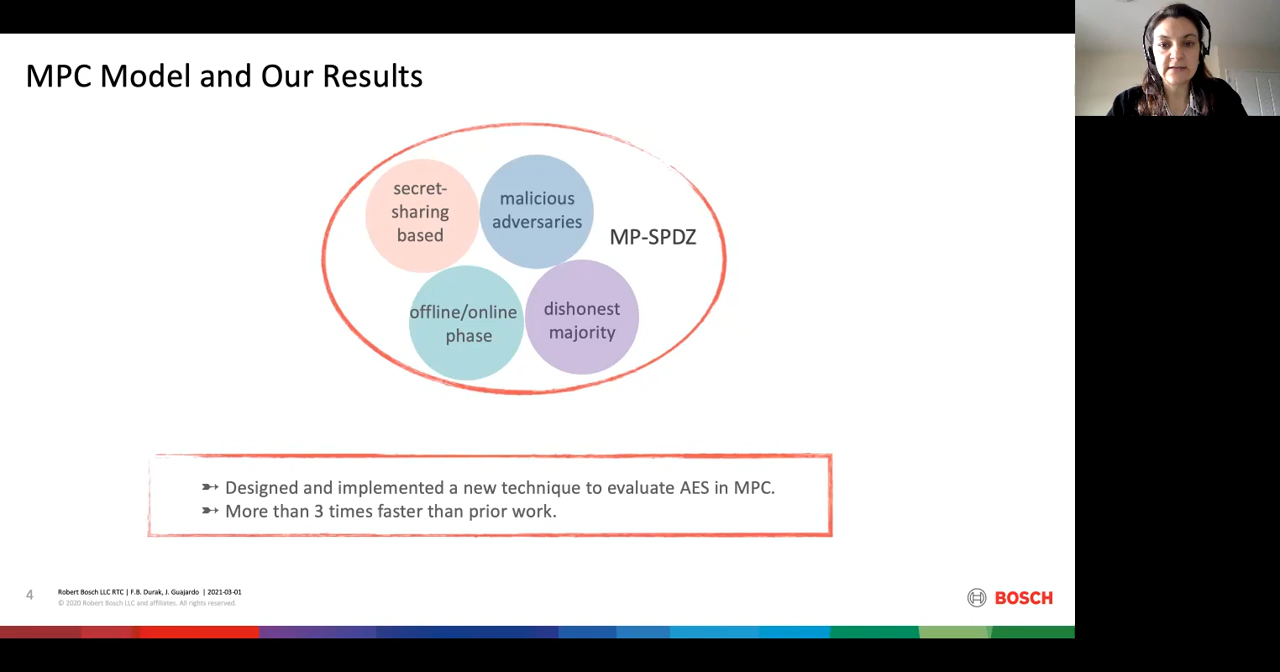 MPC Model and Our Results
secret-
sharing
based
malicious
adversaries
MP-SPDZ
offline/online
phase
dishonest
majority
➳ Designed and implemented a new technique to evaluate AES in MPC.
➳ More than 3 times faster than prior work.
4
Robert Bosch LLC RTC | F.B. Durak, J. Guajardo | 2021-03-01
© 2020 Robert Bosch LLC and affiliates. All rights reserved.
BOSCH